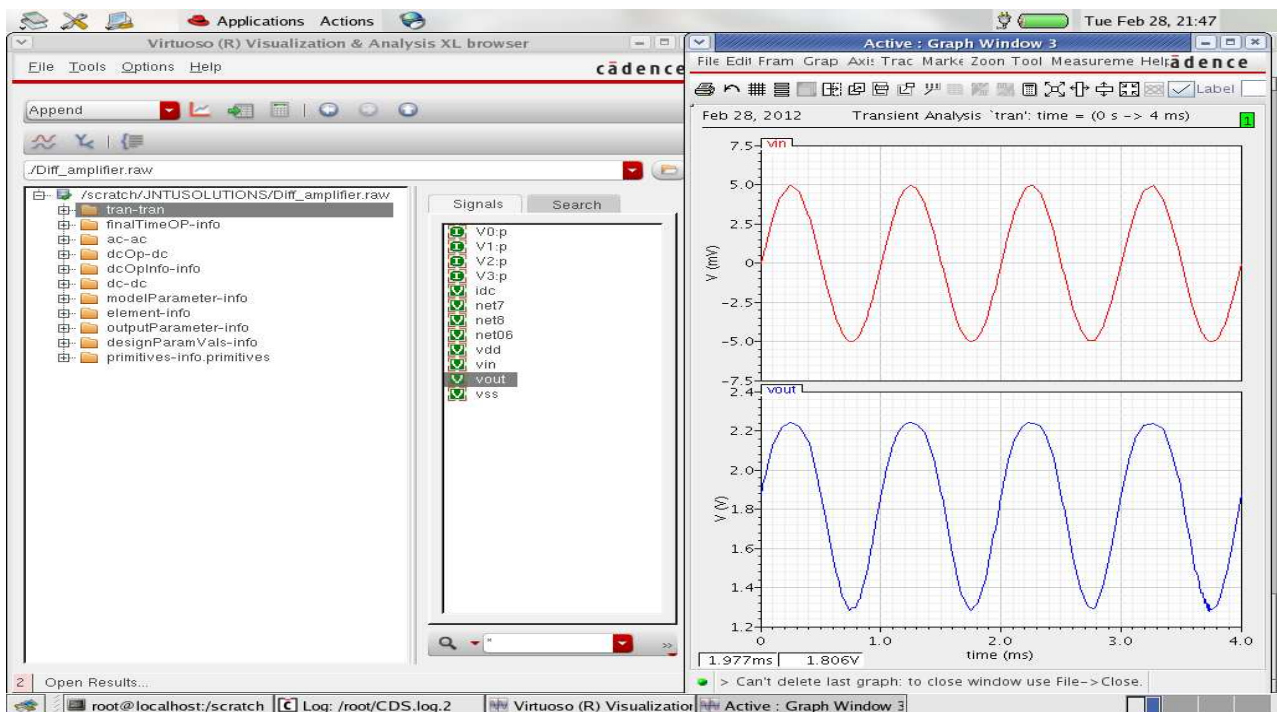 Applications Actions
Tue Feb 28, 21:47
Virtuoso (R) Visualization & Analysis XL browser
File Tools Options Help
cādence
Append
./Diff_amplifier.raw
/scratch/JNTUSOLUTIONS/Diff_amplifier.raw
tran-tran
finalTimeOP-info
ac-ac
dcOp-dc
dcOpInfo-info
dc-dc
modelParameter-info
element-info
outputParameter-info
designParamVals-info
primitives-info.primitives
Signals
Search
V0:p
V1:p
V2:p
V3:p
idc
net7
net8
net06
vdd
vin
vout
vss
"
>>
2 Open Results...
Active : Graph Window 3
File Edit Fram Grap Axi: Trac Marke Zoon Tool Measureme Help
cādence
Label
Feb 28, 2012
Transient Analysis `tran': time = (0 s -> 4 ms)
1
vin
7.5
5.0
2.5
0
-2.5
-5.0
-7.5
V (mV)
vout
2.4
2.2
2.0
1.8
1.6
1.4
1.2
V (V)
0
1.0
2.0
3.0
4.0
time (ms)
1.977ms
1.806V
> Can't delete last graph: to close window use File->Close.
root@localhost:/scratch
Log: /root/CDS.log.2
Virtuoso (R) Visualization
Active : Graph Window 3